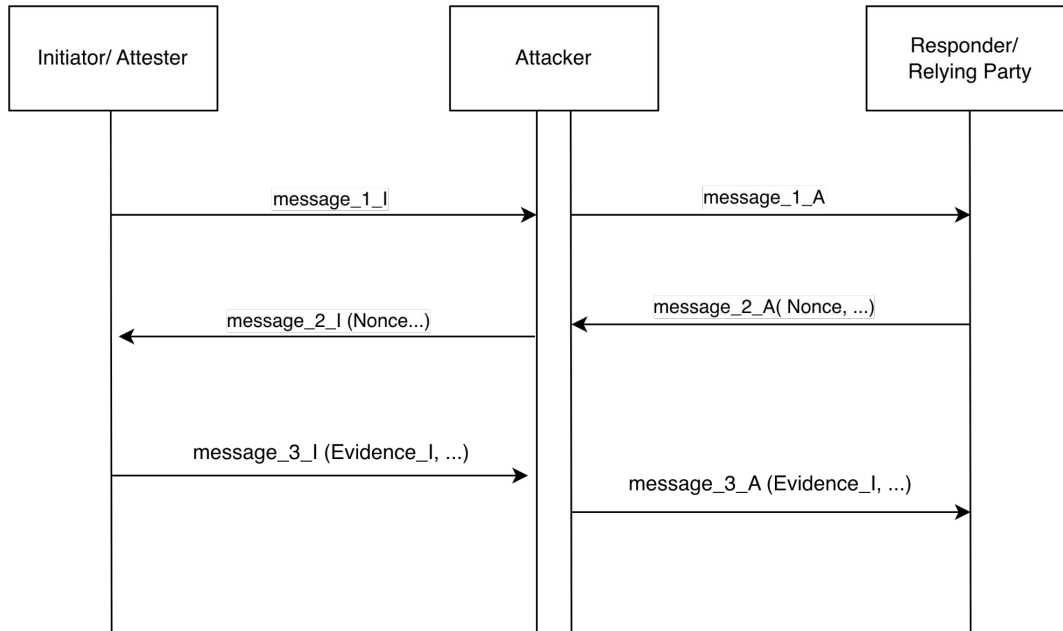 Initiator/ Attester
Attacker
Responder/
Relying Party
message_1_I
message_1_A
message_2_A( Nonce, ...)
message_2_I (Nonce...)
message_3_I (Evidence_I, ...)
message_3_A (Evidence_I, ...)